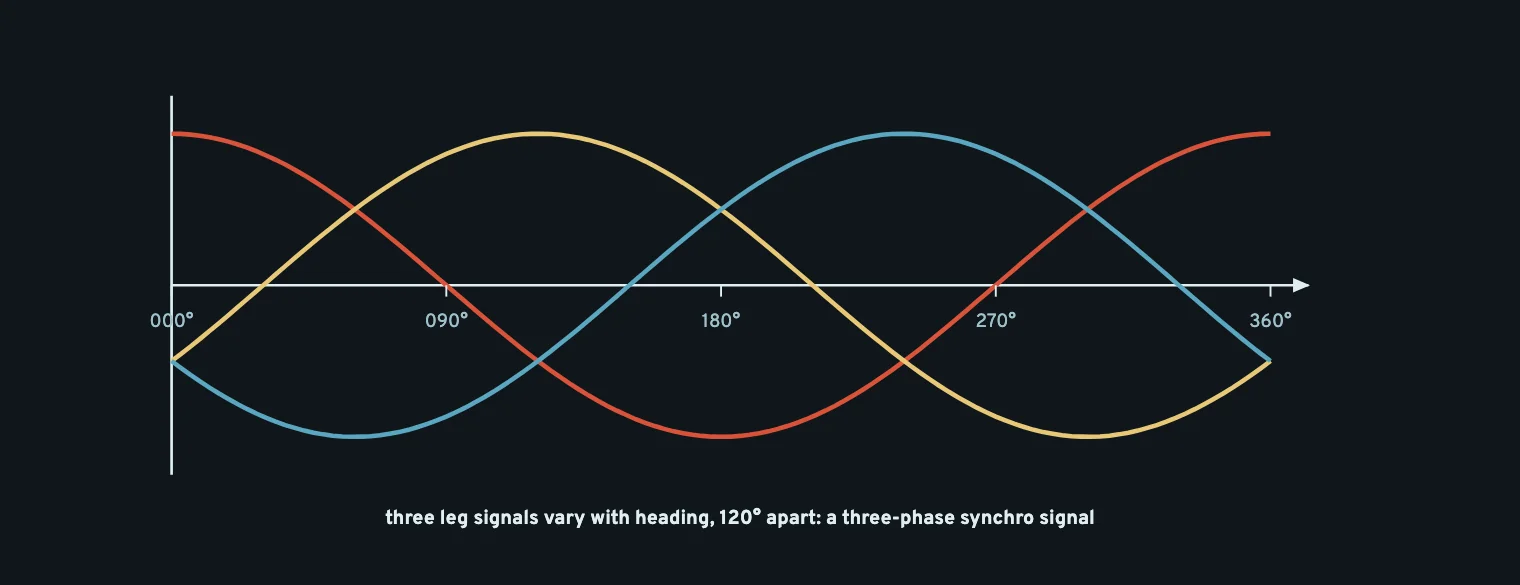 000° 090° 180° 270° 360°
three leg signals vary with heading, 120° apart: a three-phase synchro signal